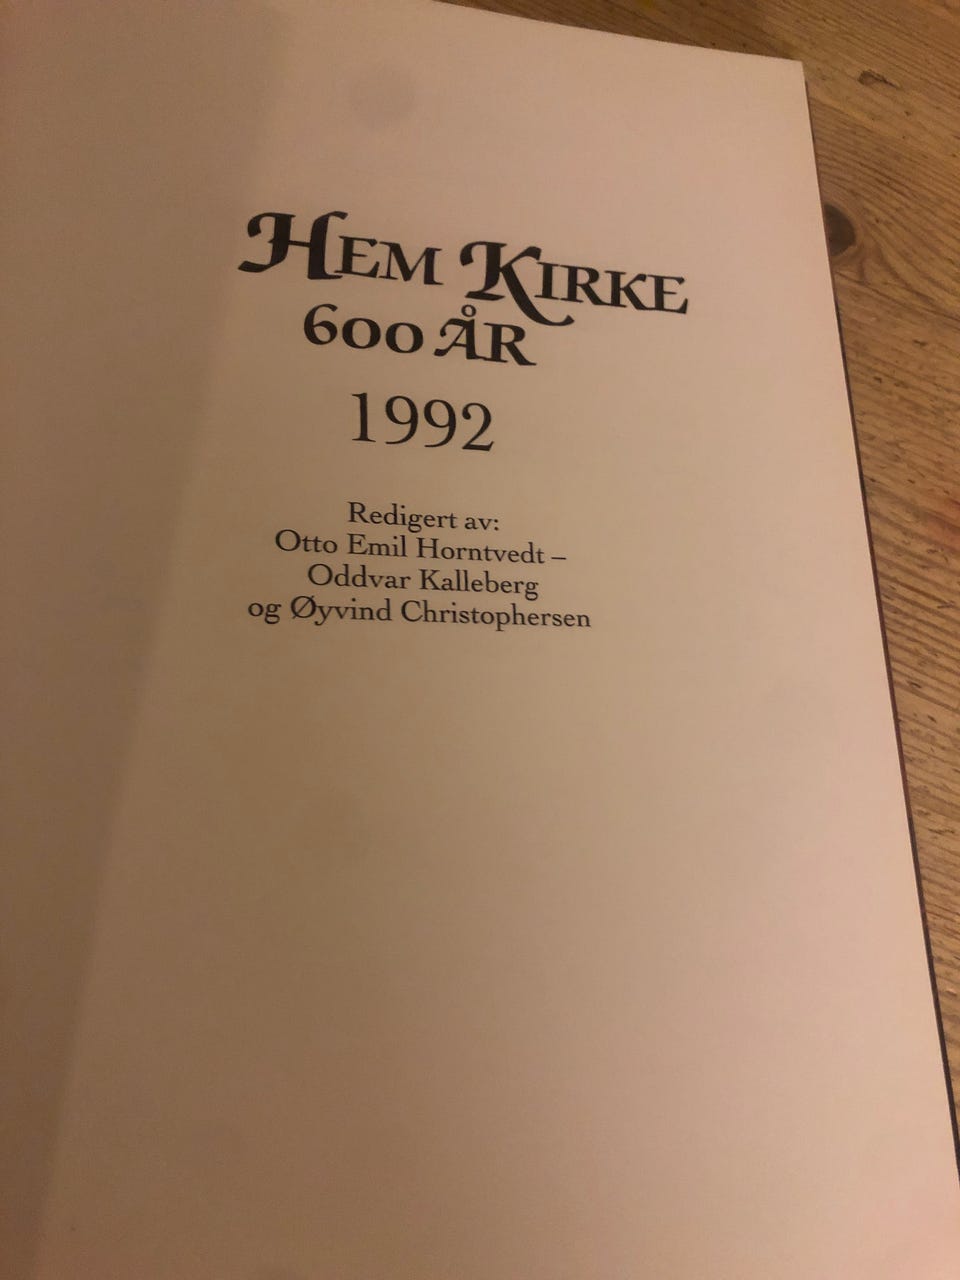 HEM KIRKE
600 ÅR
1992
Redigert av:
Otto Emil Horntvedt –
Oddvar Kalleberg
og Øyvind Christophersen